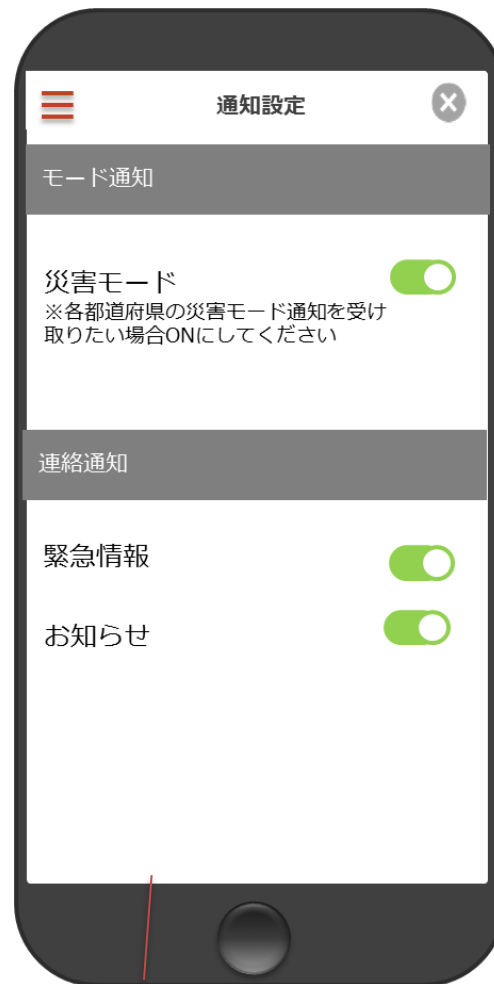 通知設定
モード通知
災害モード
※各都道府県の災害モード通知を受け
取りたい場合ONにしてください
連絡通知
緊急情報
お知らせ